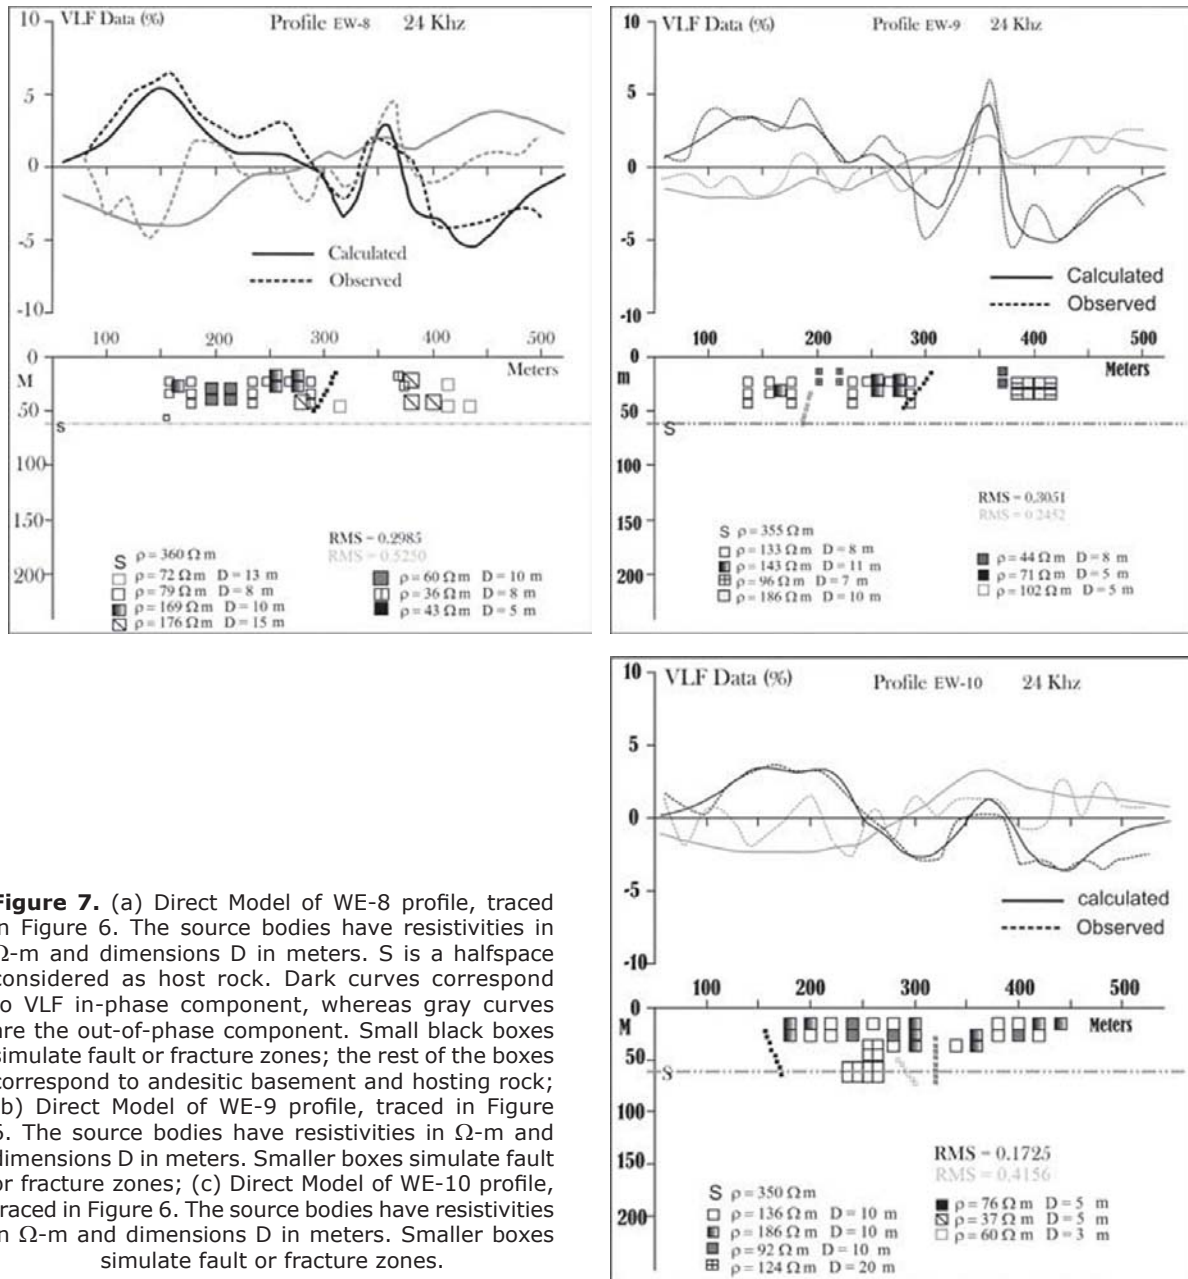 10
VLF Data (%)
Profile EW-8 24 Khz
5
0
-5
-10
Calculated
Observed
100 200 300 400 500
0
M
Meters
50
S
100
150
200
RMS = 0.2985
RMS = 0.5250
S ρ = 360 Ω m
ρ = 72 Ω m D = 13 m
ρ = 79 Ω m D = 8 m
ρ = 169 Ω m D = 10 m
ρ = 176 Ω m D = 15 m
ρ = 60 Ω m D = 10 m
ρ = 36 Ω m D = 8 m
ρ = 43 Ω m D = 5 m
10
VLF Data (%)
Profile EW-9 24 Khz
5
0
-5
-10
Calculated
Observed
100 200 300 400 500
0
m
Meters
50
S
100
150
200
RMS = 0.3051
RMS = 0.2452
S ρ = 355 Ω m
ρ = 133 Ω m D = 8 m
ρ = 143 Ω m D = 11 m
ρ = 96 Ω m D = 7 m
ρ = 186 Ω m D = 10 m
ρ = 44 Ω m D = 8 m
ρ = 71 Ω m D = 5 m
ρ = 102 Ω m D = 5 m
10
VLF Data (%)
Profile EW-10 24 Khz
5
0
-5
-10
calculated
Observed
100 200 300 400 500
0
M
Meters
50
S
100
150
200
RMS = 0.1725
RMS = 0.4156
S ρ = 350 Ω m
ρ = 136 Ω m D = 10 m
ρ = 186 Ω m D = 10 m
ρ = 92 Ω m D = 10 m
ρ = 124 Ω m D = 20 m
ρ = 76 Ω m D = 5 m
ρ = 37 Ω m D = 5 m
ρ = 60 Ω m D = 3 m
Figure 7. (a) Direct Model of WE-8 profile, traced
in Figure 6. The source bodies have resistivities in
Ω-m and dimensions D in meters. S is a halfspace
considered as host rock. Dark curves correspond
to VLF in-phase component, whereas gray curves
are the out-of-phase component. Small black boxes
simulate fault or fracture zones; the rest of the boxes
correspond to andesitic basement and hosting rock;
(b) Direct Model of WE-9 profile, traced in Figure
6. The source bodies have resistivities in Ω-m and
dimensions D in meters. Smaller boxes simulate fault
or fracture zones; (c) Direct Model of WE-10 profile,
traced in Figure 6. The source bodies have resistivities
in Ω-m and dimensions D in meters. Smaller boxes
simulate fault or fracture zones.